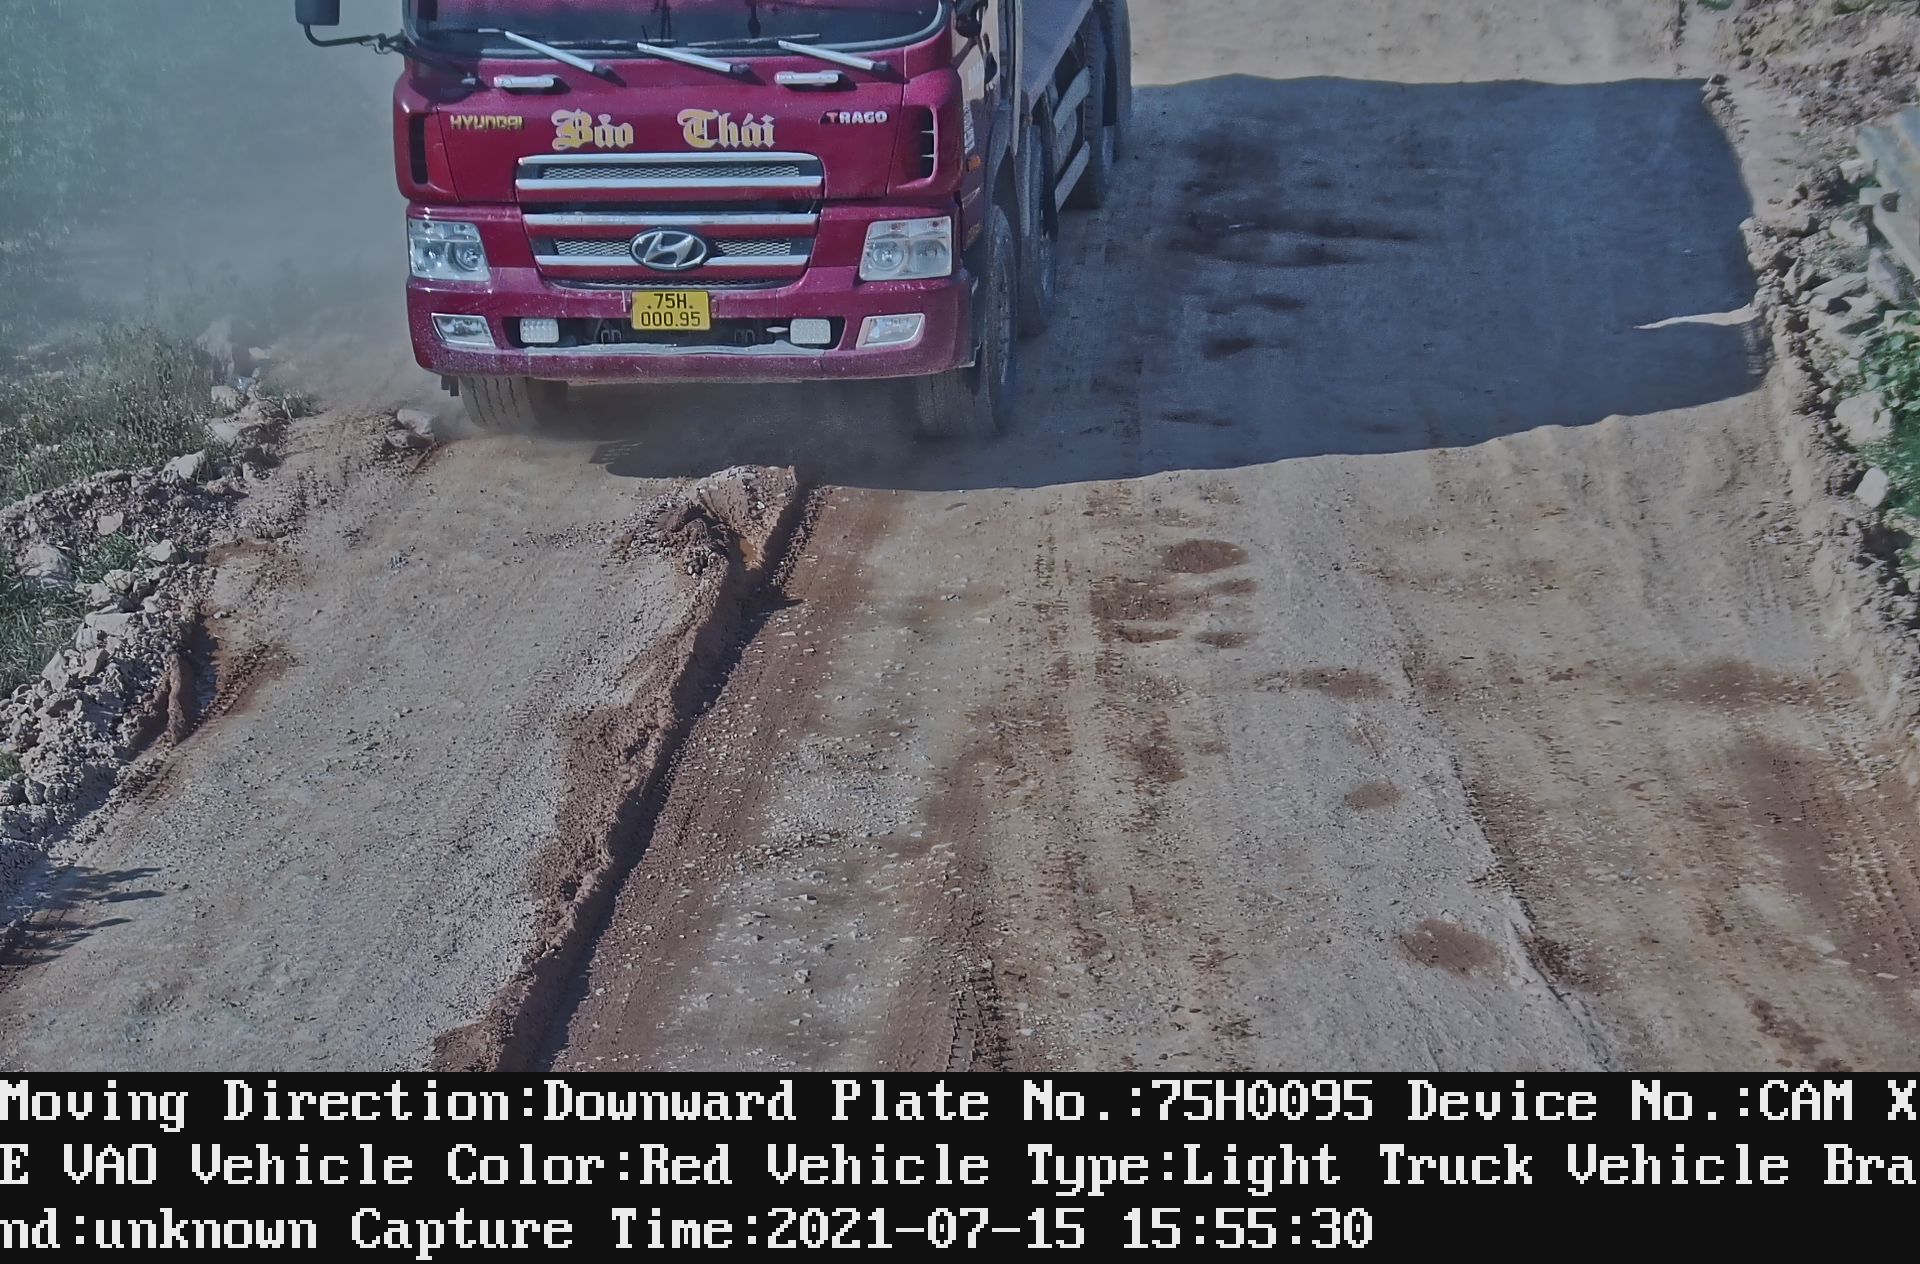 HYUNDAI Bảo Thái TRAGO
75H
000.95
Moving Direction:Downward Plate No.:75H0095 Device No.:CAM X
E VAO Vehicle Color:Red Vehicle Type:Light Truck Vehicle Bra
nd:unknown Capture Time:2021-07-15 15:55:30